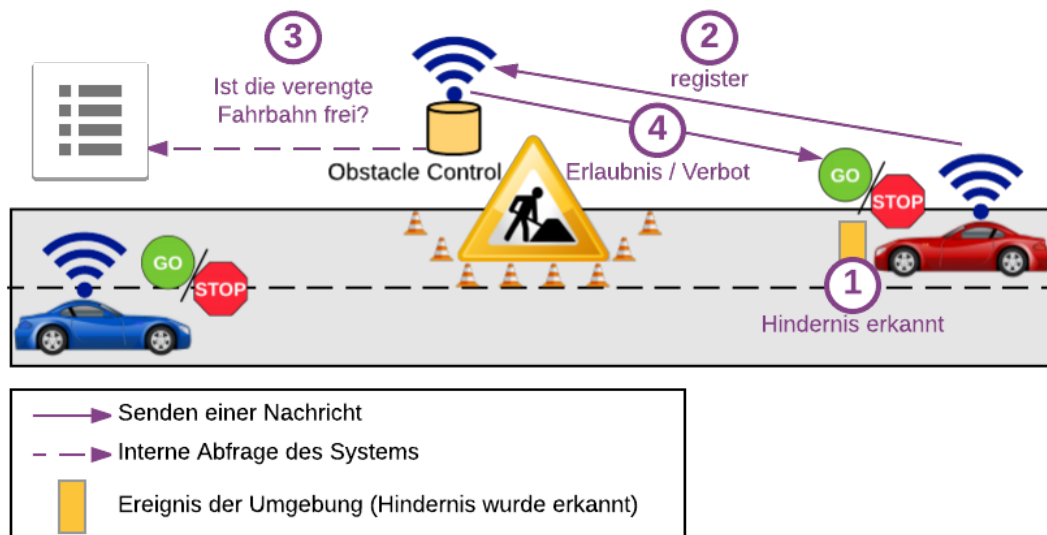 3
2
Ist die verengte
Fahrbahn frei?
register
4
Obstacle Control
Erlaubnis / Verbot
GO
STOP
GO
STOP
1
Hindernis erkannt
Senden einer Nachricht
Interne Abfrage des Systems
Ereignis der Umgebung (Hindernis wurde erkannt)